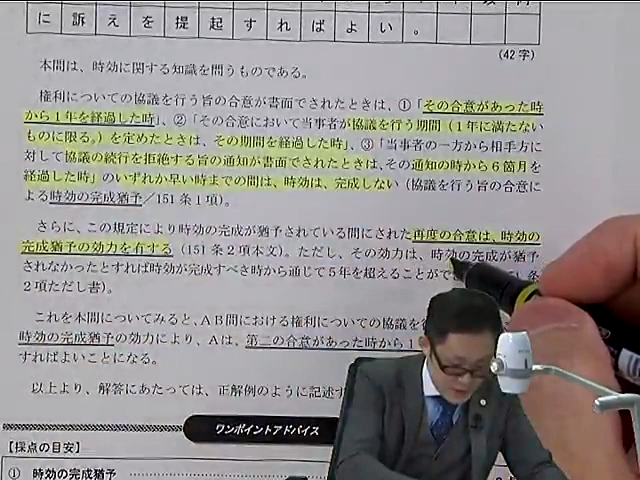 に訴えを提起すればよい。
(42字)
本問は、時効に関する知識を問うものである。
権利についての協議を行う旨の合意が書面でされたときは、①「その合意があった時
から1年を経過した時」、②「その合意において当事者が協議を行う期間（1年に満たない
ものに限る。）を定めたときは、その期間を経過した時」、③「当事者の一方から相手方に
対して協議の続行を拒絶する旨の通知が書面でされたときは、その通知の時から6箇月を
経過した時」のいずれか早い時までの間は、時効は、完成しない（協議を行う旨の合意に
よる時効の完成猶予／151条1項）。
さらに、この規定により時効の完成が猶予されている間にされた再度の合意は、時効の
完成猶予の効力を有する（151条2項本文）。ただし、その効力は、時効の完成が猶予
されなかったとすれば時効が完成すべき時から通じて5年を超えることがで 条
2項ただし書）。
これを本問についてみると、AB間における権利についての協議を
時効の完成猶予の効力により、Aは、第二の合意があった時から1
すればよいことになる。
以上より、解答にあたっては、正解例のように記述す
ワンポイントアドバイス
【採点の目安】
① 時効の完成猶予